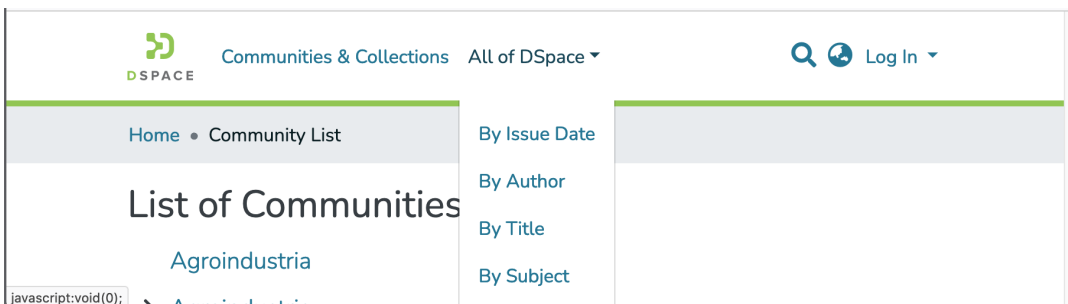 DSPACE
Communities & Collections All of DSpace Log In
Home • Community List
By Issue Date
By Author
By Title
By Subject
List of Communities
Agroindustria
javascript:void(0);